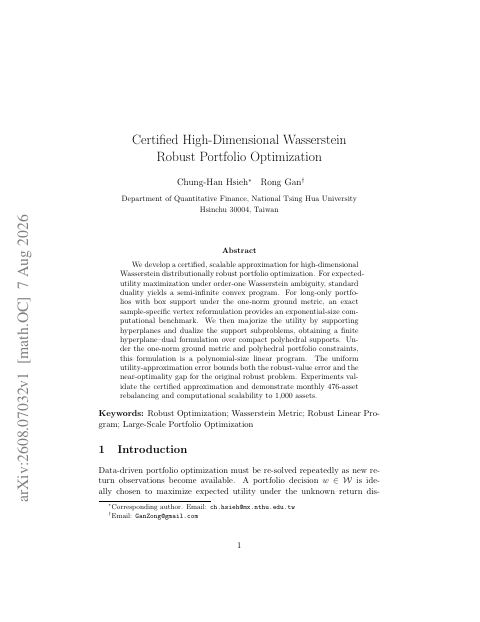 Certified High-Dimensional Wasserstein
Robust Portfolio Optimization
Chung-Han Hsieh* Rong Gan†
Department of Quantitative Finance, National Tsing Hua University
Hsinchu 30004, Taiwan
Abstract
We develop a certified, scalable approximation for high-dimensional
Wasserstein distributionally robust portfolio optimization. For expected-
utility maximization under order-one Wasserstein ambiguity, standard
duality yields a semi-infinite convex program. For long-only portfo-
lios with box support under the one-norm ground metric, an exact
sample-specific vertex reformulation provides an exponential-size com-
putational benchmark. We then majorize the utility by supporting
hyperplanes and dualize the support subproblems, obtaining a finite
hyperplane–dual formulation over compact polyhedral supports. Un-
der the one-norm ground metric and polyhedral portfolio constraints,
this formulation is a polynomial-size linear program. The uniform
utility-approximation error bounds both the robust-value error and the
near-optimality gap for the original robust problem. Experiments val-
idate the certified approximation and demonstrate monthly 476-asset
rebalancing and computational scalability to 1,000 assets.
Keywords: Robust Optimization; Wasserstein Metric; Robust Linear Pro-
gram; Large-Scale Portfolio Optimization
1 Introduction
Data-driven portfolio optimization must be re-solved repeatedly as new re-
turn observations become available. A portfolio decision w ∈ W is ide-
ally chosen to maximize expected utility under the unknown return dis-
*Corresponding author. Email: ch.hsieh@mx.nthu.edu.tw
†Email: GanZong@gmail.com
1
arXiv:2608.07032v1 [math.OC] 7 Aug 2026